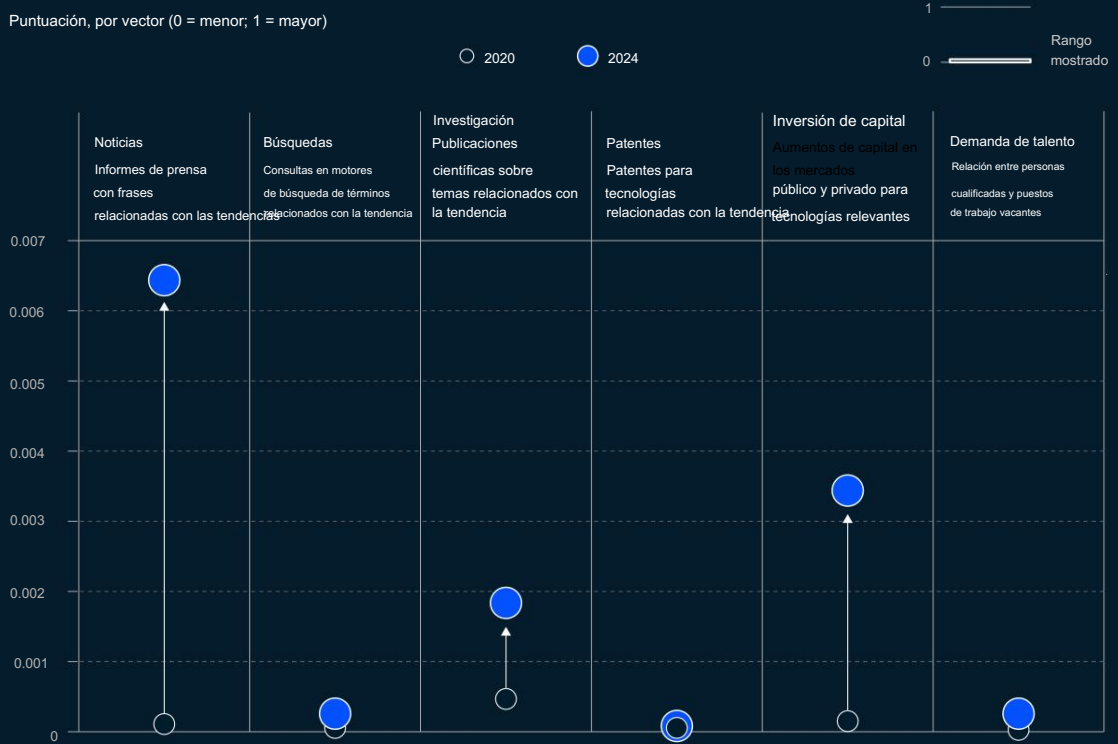 Puntuación, por vector (0 = menor; 1 = mayor)
2020
2024
1
0
Rango
mostrado
Noticias
Informes de prensa
con frases
relacionadas con las tendencias
Búsquedas
Consultas en motores
de búsqueda de términos
relacionados con la tendencia
Investigación
Publicaciones
científicas sobre
temas relacionados con
la tendencia
Patentes
Patentes para
tecnologías
relacionadas con la tendencia
Inversión de capital
Aumentos de capital en
los mercados
público y privado para
tecnologías relevantes
Demanda de talento
Relación entre personas
cualificadas y puestos
de trabajo vacantes
0.007
0.006
0.005
0.004
0.003
0.002
0.001
0